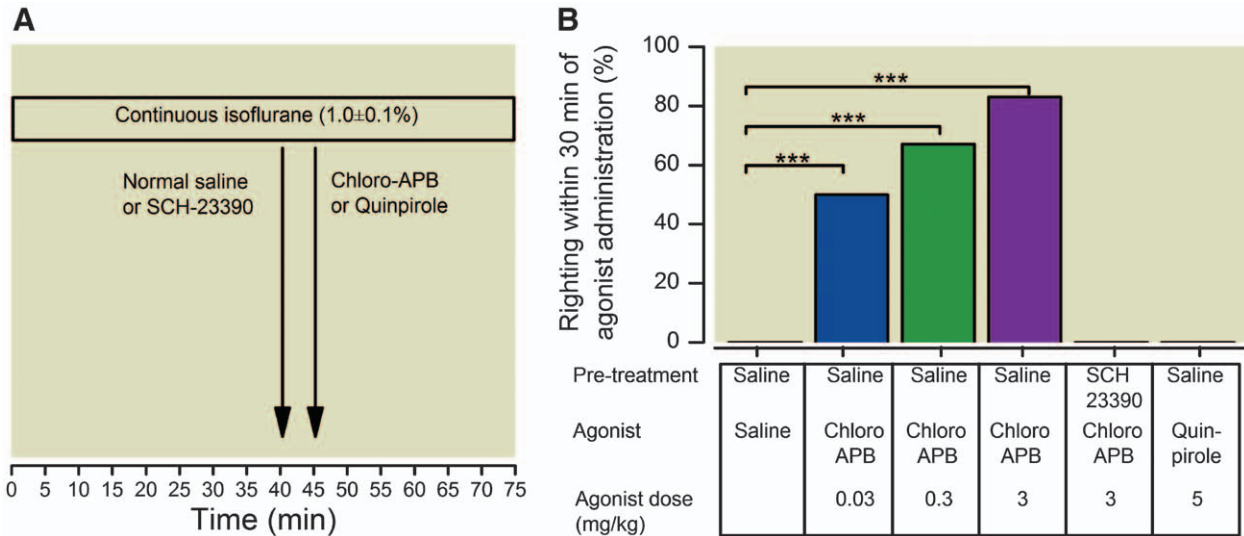 A
Continuous isoflurane (1.0±0.1%)
Normal saline
or SCH-23390
Chloro-APB
or Quinpirole
0 5 10 15 20 25 30 35 40 45 50 55 60 65 70 75
Time (min)
B
Righting within 30 min of
agonist administration (%)
100
80
60
40
20
0
***
***
***
Pre-treatment Saline Saline Saline Saline SCH Saline
23390
Agonist Saline Chloro Chloro Chloro Chloro Quin-
APB APB APB APB pirole
Agonist dose 0.03 0.3 3 3 5
(mg/kg)